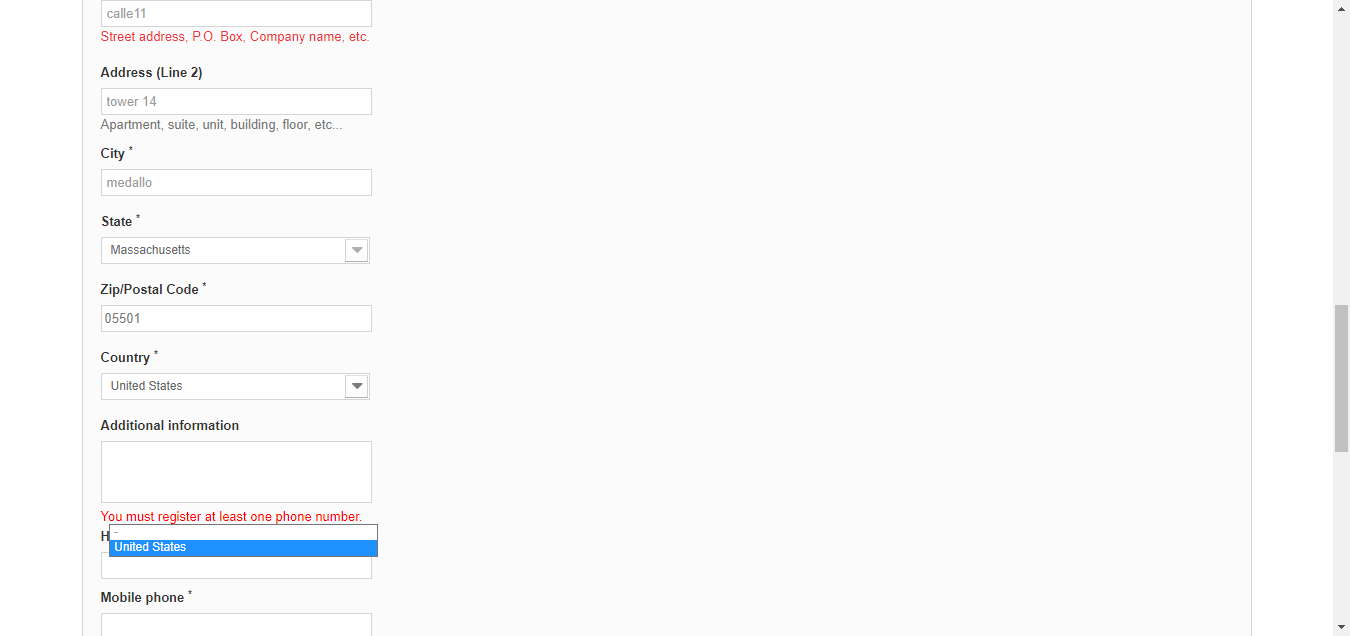 calle11
Street address, P.O. Box, Company name, etc.
Address (Line 2)
tower 14
Apartment, suite, unit, building, floor, etc...
City *
medallo
State *
Massachusetts
Zip/Postal Code *
05501
Country *
United States
Additional information
You must register at least one phone number.
-
H
United States
Mobile phone *